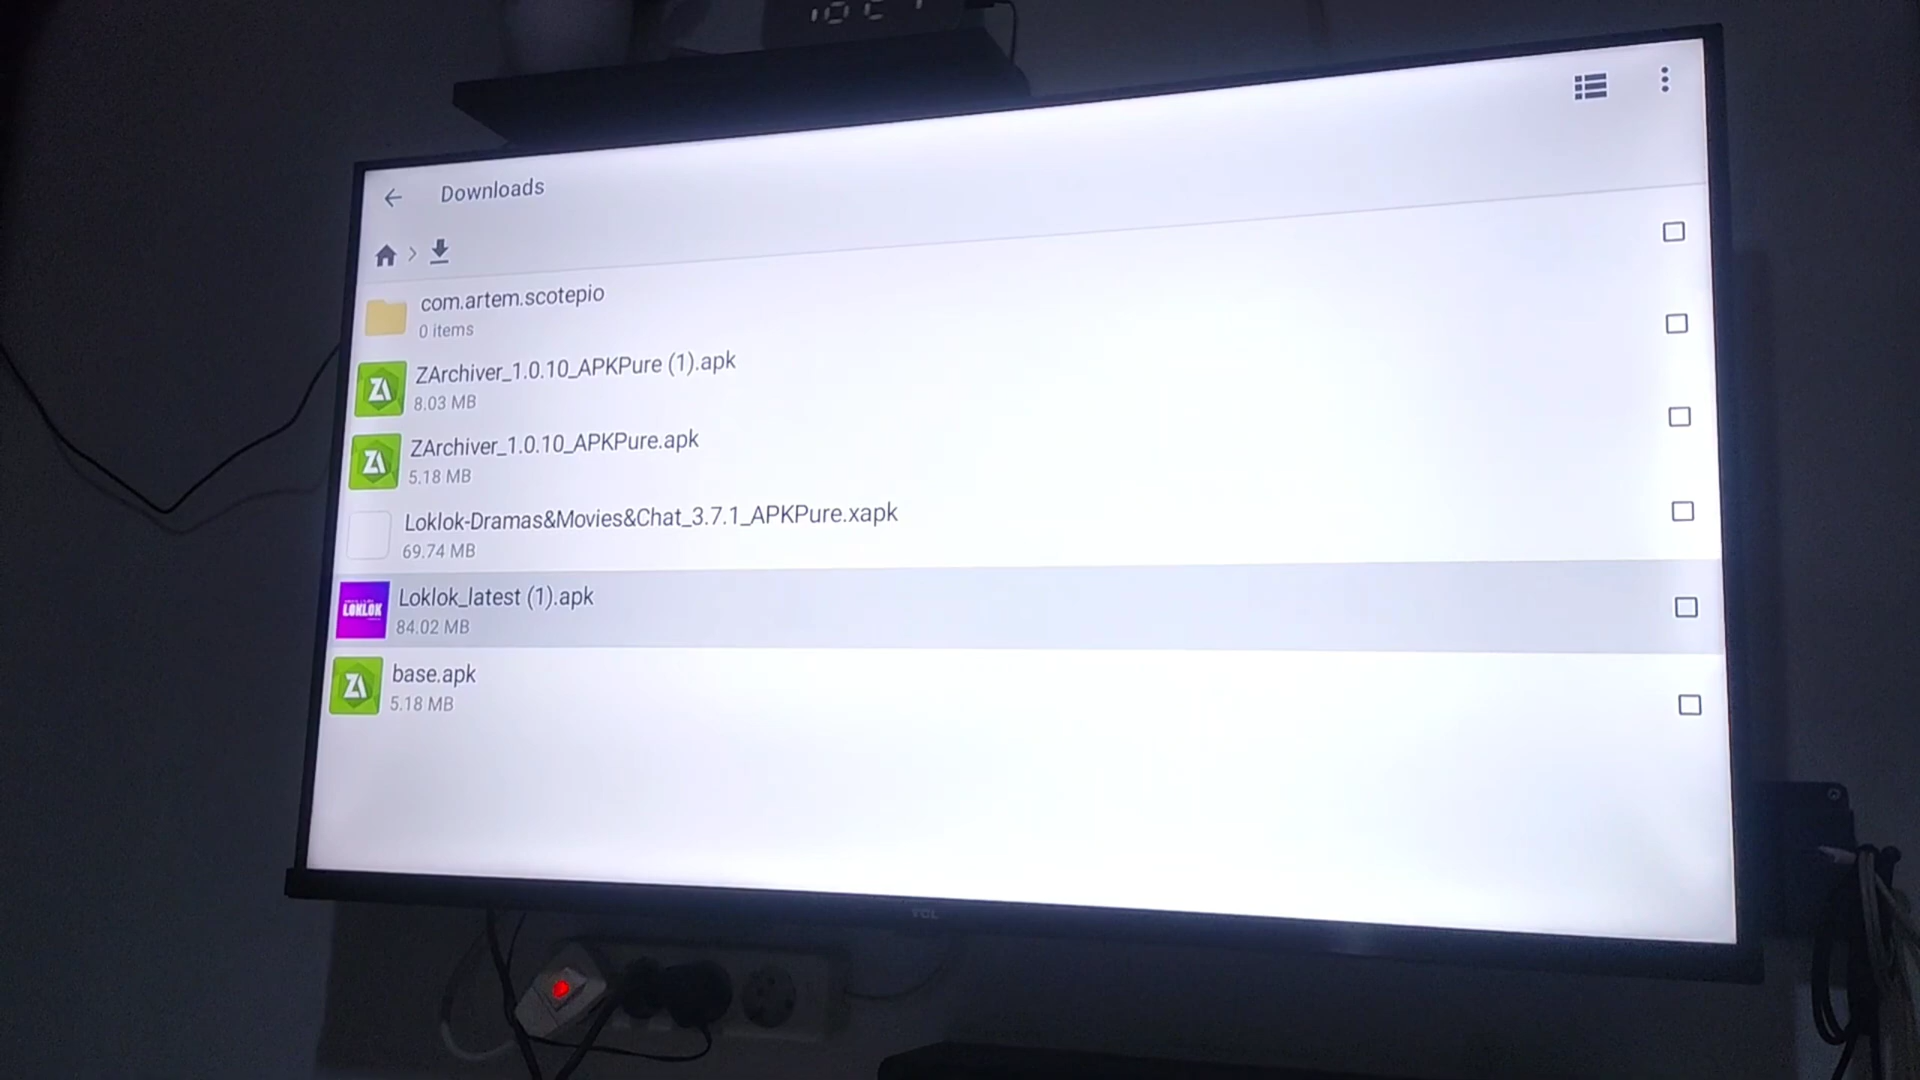 Downloads
com.artem.scotepio
0 items
ZArchiver_1.0.10_APKPure (1).apk
8.03 MB
ZArchiver_1.0.10_APKPure.apk
5.18 MB
Loklok-Dramas&Movies&Chat_3.7.1_APKPure.xapk
69.74 MB
LOKLOK
Loklok_latest (1).apk
84.02 MB
base.apk
5.18 MB
TCL